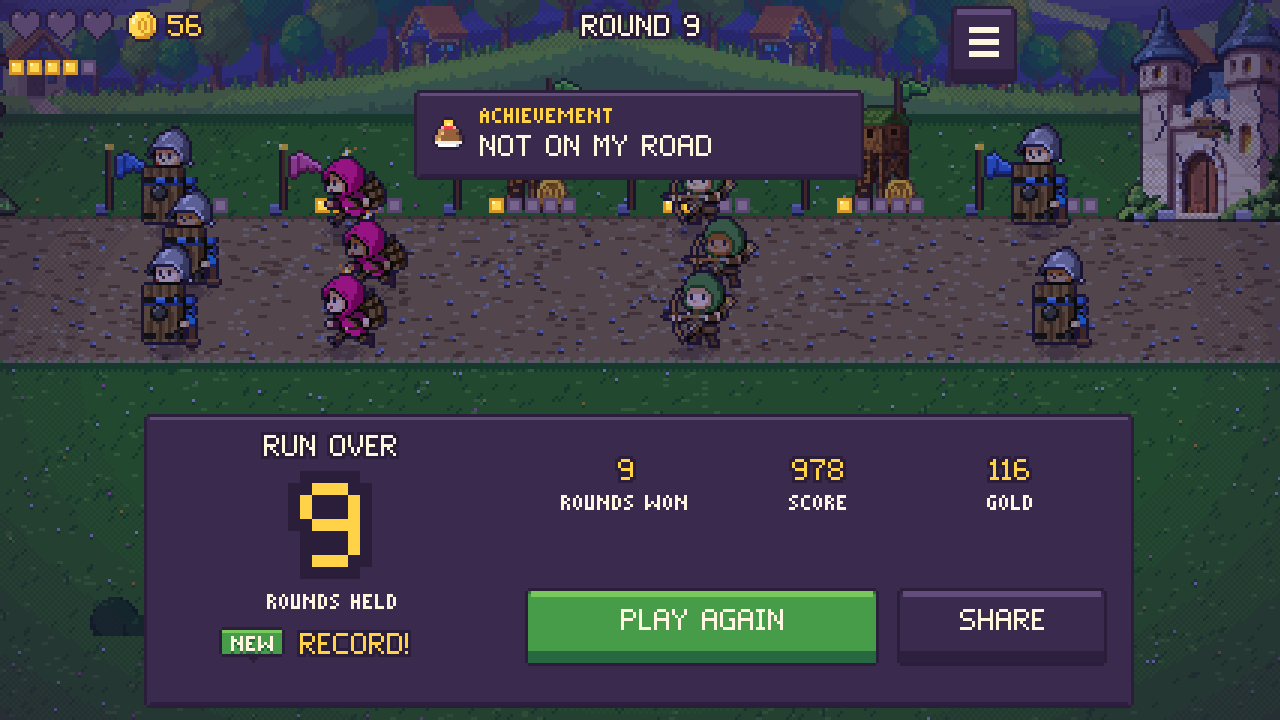 56
ROUND 9
ACHIEVEMENT
NOT ON MY ROAD
RUN OVER
9
ROUNDS HELD
NEW RECORD!
9
ROUNDS WON
978
SCORE
116
GOLD
PLAY AGAIN
SHARE